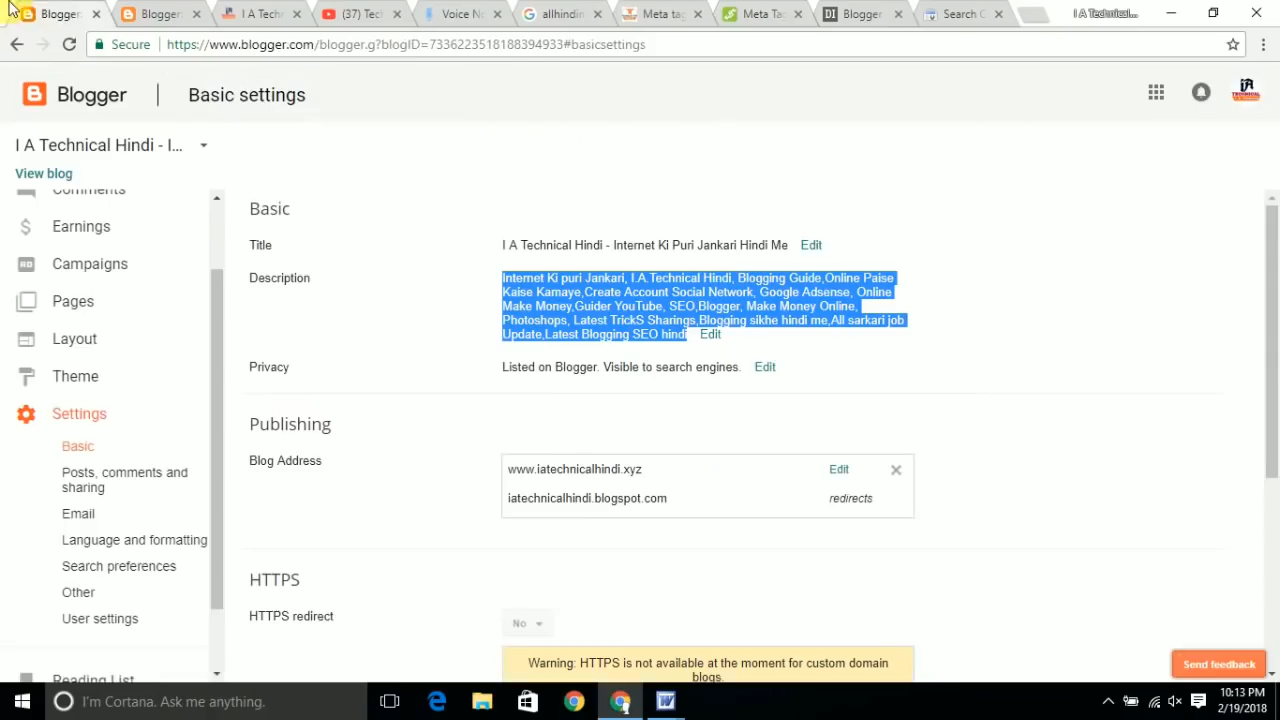 Blogger
Blogger
I A Techn
(37) Tech
Voice No
allhindin
Meta tag
Meta Tag
Blogger
Search C
I A Technical...
Secure
https://www.blogger.com/blogger.g?blogID=7336223518188394933#basicsettings
Blogger
Basic settings
I A Technical Hindi - I...
View blog
Comments
Earnings
Campaigns
Pages
Layout
Theme
Settings
Basic
Posts, comments and
sharing
Email
Language and formatting
Search preferences
Other
User settings
Reading List
Basic
Title
I A Technical Hindi - Internet Ki Puri Jankari Hindi Me Edit
Description
Internet Ki puri Jankari, I.A.Technical Hindi, Blogging Guide,Online Paise
Kaise Kamaye,Create Account Social Network, Google Adsense, Online
Make Money,Guider YouTube, SEO,Blogger, Make Money Online,
Photoshops, Latest TrickS Sharings,Blogging sikhe hindi me,All sarkari job
Update,Latest Blogging SEO hindi Edit
Privacy
Listed on Blogger. Visible to search engines. Edit
Publishing
Blog Address
www.iatechnicalhindi.xyz Edit
iatechnicalhindi.blogspot.com redirects
HTTPS
HTTPS redirect
No
Warning: HTTPS is not available at the moment for custom domain
blogs.
Send feedback
I'm Cortana. Ask me anything.
10:13 PM
2/19/2018